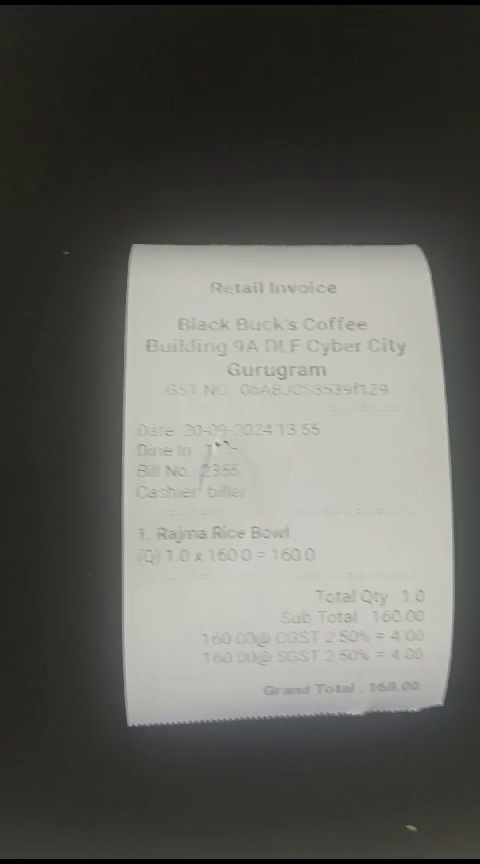 Retail Invoice
Black Buck's Coffee
Building 9A DLF Cyber City
Gurugram
GST NO
Date: 20-09-2024 13:55
Dine In :
Bill No.: 2355
Cashier: biller
1. Rajma Rice Bowl
(Q) 1.0 x 160.0 = 160.0
Total Qty : 1.0
Sub Total : 160.00
160.00@ CGST 2.50% = 4.00
160.00@ SGST 2.50% = 4.00
Grand Total : 168.00